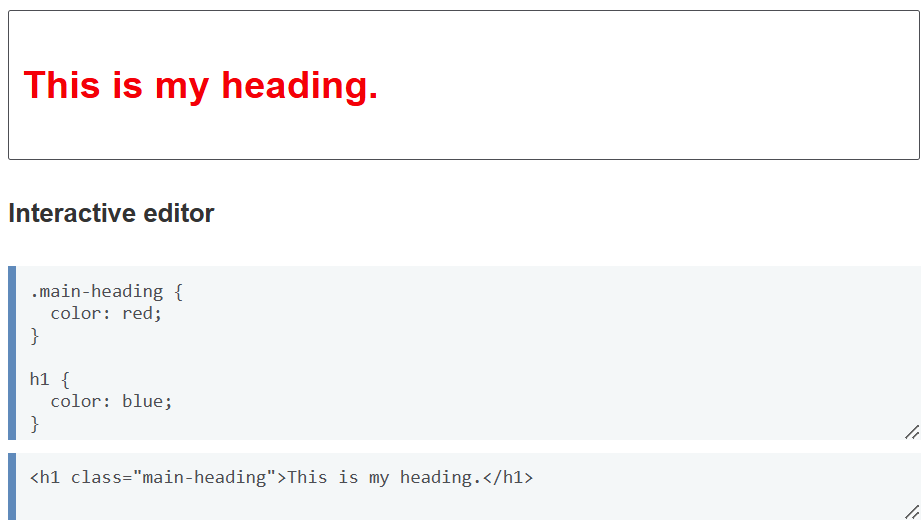 This is my heading.
Interactive editor
.main-heading {
  color: red;
}
h1 {
  color: blue;
}
<h1 class="main-heading">This is my heading.</h1>